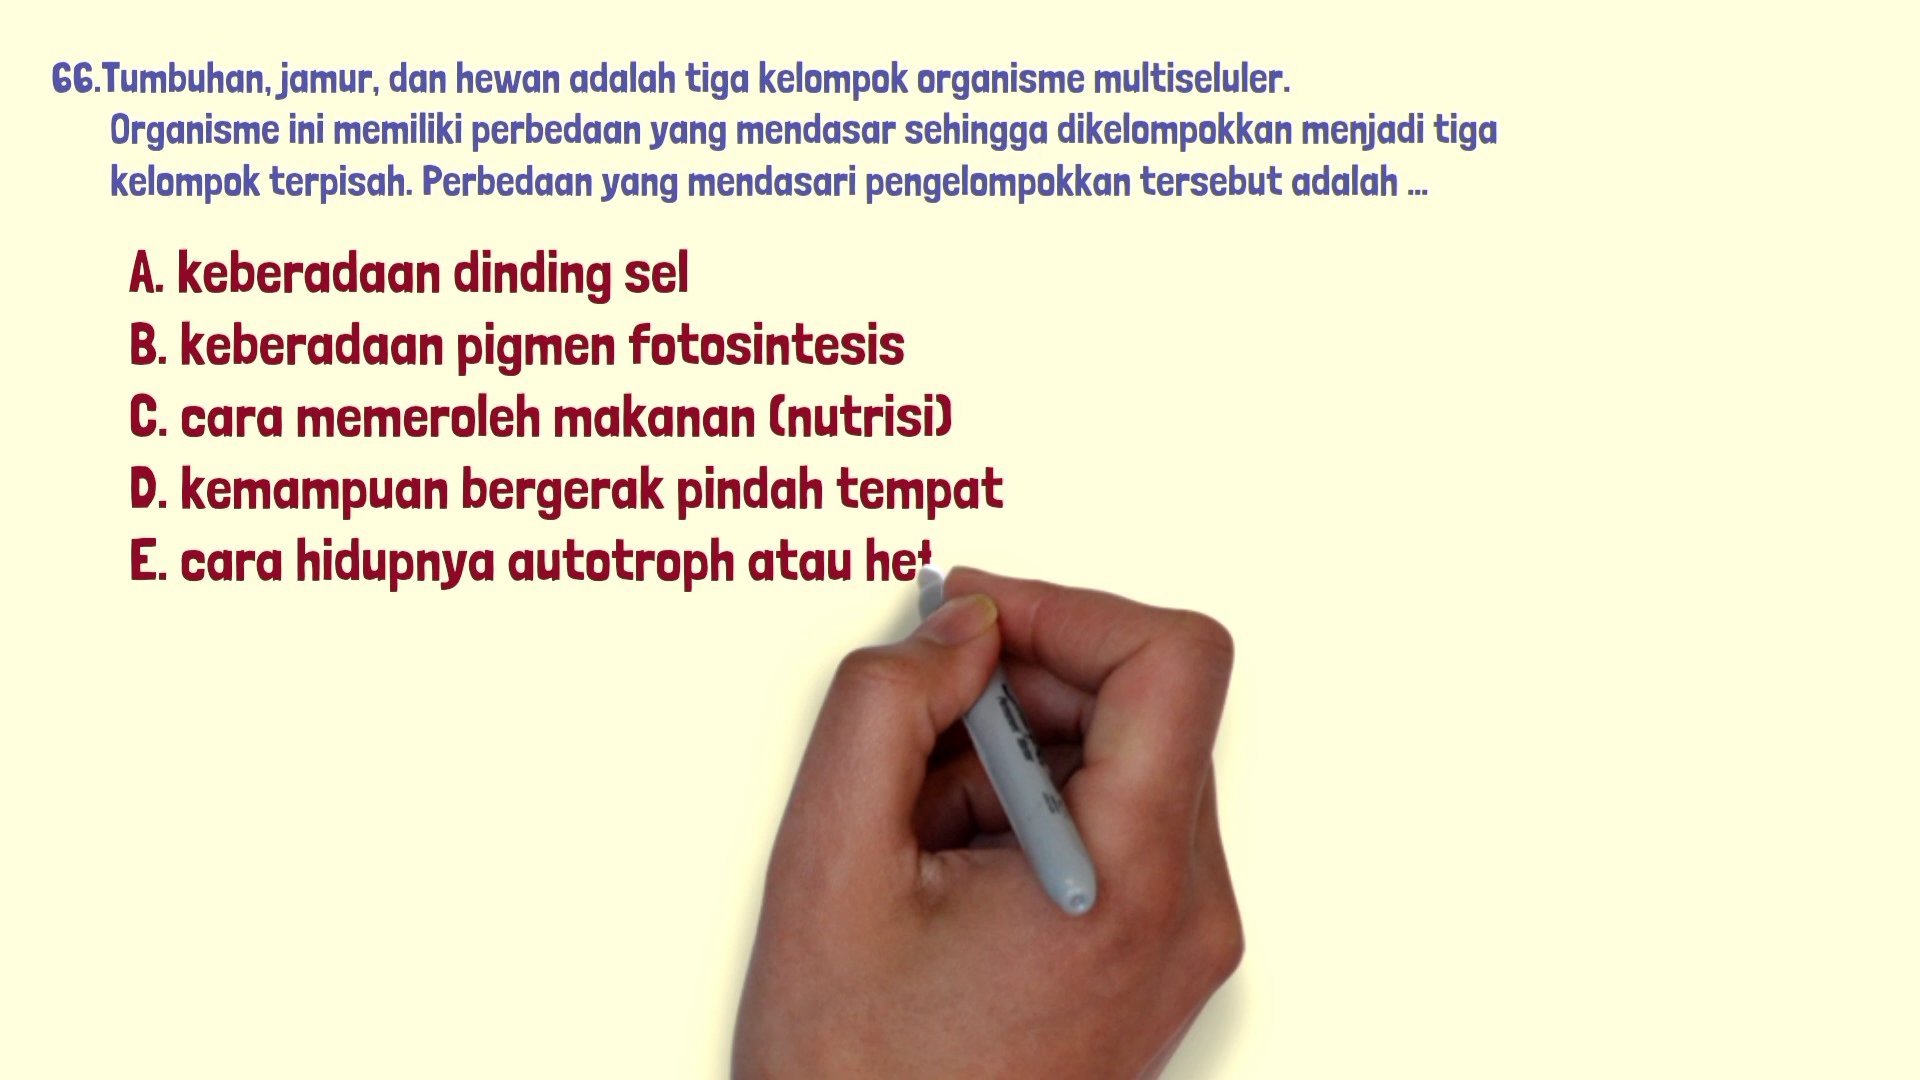 66.Tumbuhan, jamur, dan hewan adalah tiga kelompok organisme multiseluler.
Organisme ini memiliki perbedaan yang mendasar sehingga dikelompokkan menjadi tiga
kelompok terpisah. Perbedaan yang mendasari pengelompokkan tersebut adalah ...
A. keberadaan dinding sel
B. keberadaan pigmen fotosintesis
C. cara memeroleh makanan (nutrisi)
D. kemampuan bergerak pindah tempat
E. cara hidupnya autotroph atau het